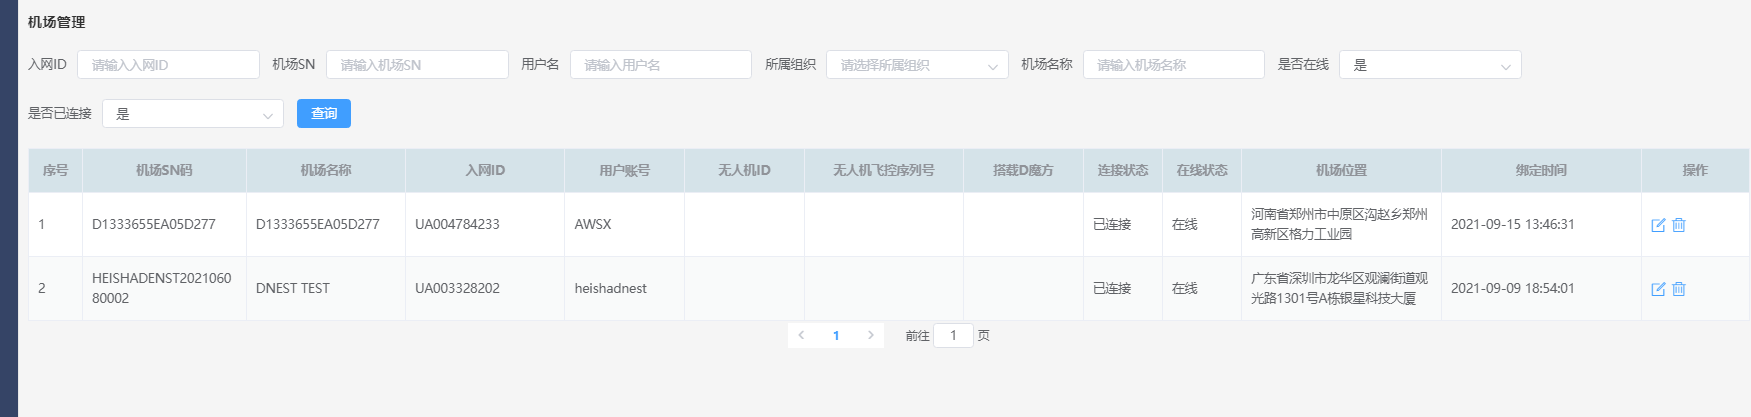 机场管理
入网ID 请输入入网ID 机场SN 请输入机场SN 用户名 请输入用户名 所属组织 请选择所属组织 机场名称 请输入机场名称 是否在线 是
是否已连接 是 查询
序号 机场SN码 机场名称 入网ID 用户账号 无人机ID 无人机飞控序列号 搭载D魔方 连接状态 在线状态 机场位置 绑定时间 操作
1 D1333655EA05D277 D1333655EA05D277 UA004784233 AWSX 已连接 在线 河南省郑州市中原区沟赵乡郑州
高新区格力工业园 2021-09-15 13:46:31
2 HEISHADENST2021060
80002 DNEST TEST UA003328202 heishadnest 已连接 在线 广东省深圳市龙华区观澜街道观
光路1301号A栋银星科技大厦 2021-09-09 18:54:01
1 前往 1 页